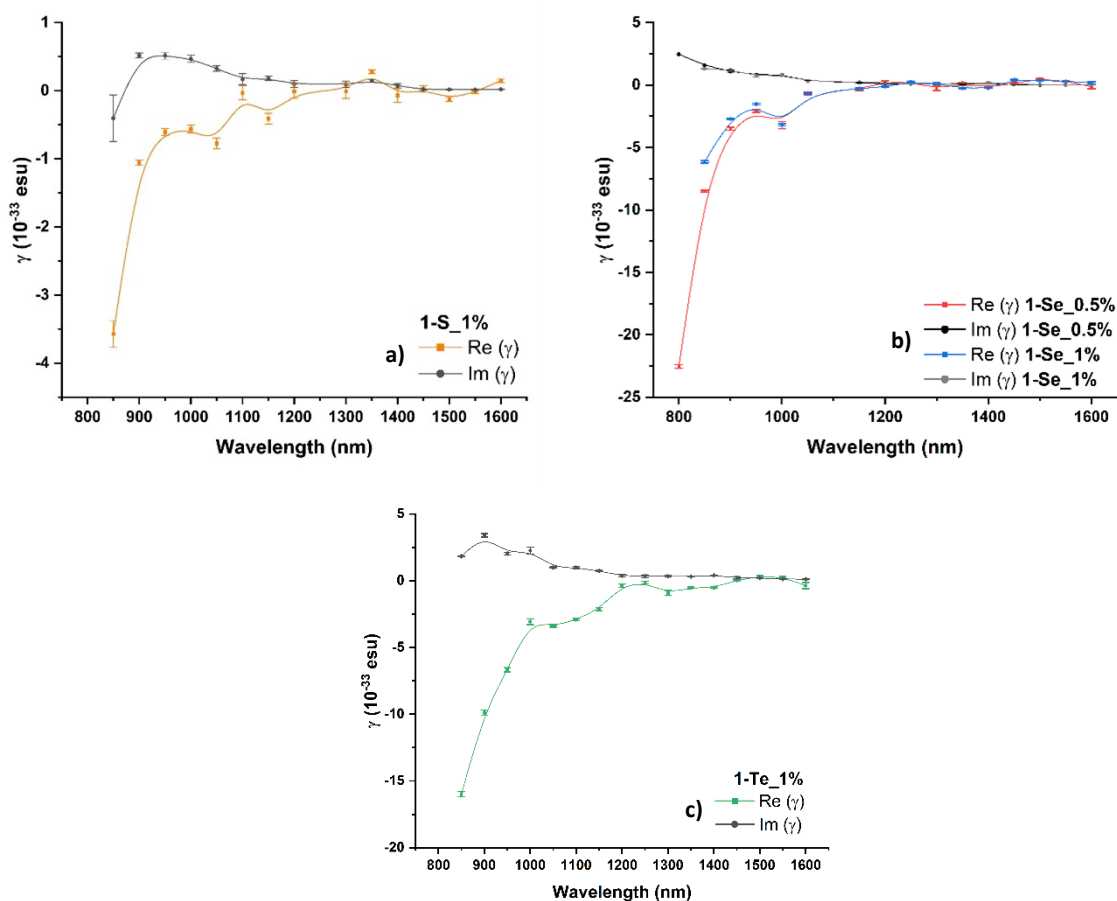 1
0
-1
-2
-3
-4
γ (10⁻³³ esu)
1-S_1%
Re (γ)
Im (γ)
a)
800 900 1000 1100 1200 1300 1400 1500 1600
Wavelength (nm)
5
0
-5
-10
-15
-20
-25
γ (10⁻³³ esu)
Re (γ) 1-Se_0.5%
Im (γ) 1-Se_0.5%
Re (γ) 1-Se_1%
Im (γ) 1-Se_1%
b)
800 1000 1200 1400 1600
Wavelength (nm)
5
0
-5
-10
-15
-20
γ (10⁻³³ esu)
1-Te_1%
Re (γ)
Im (γ)
c)
800 900 1000 1100 1200 1300 1400 1500 1600
Wavelength (nm)